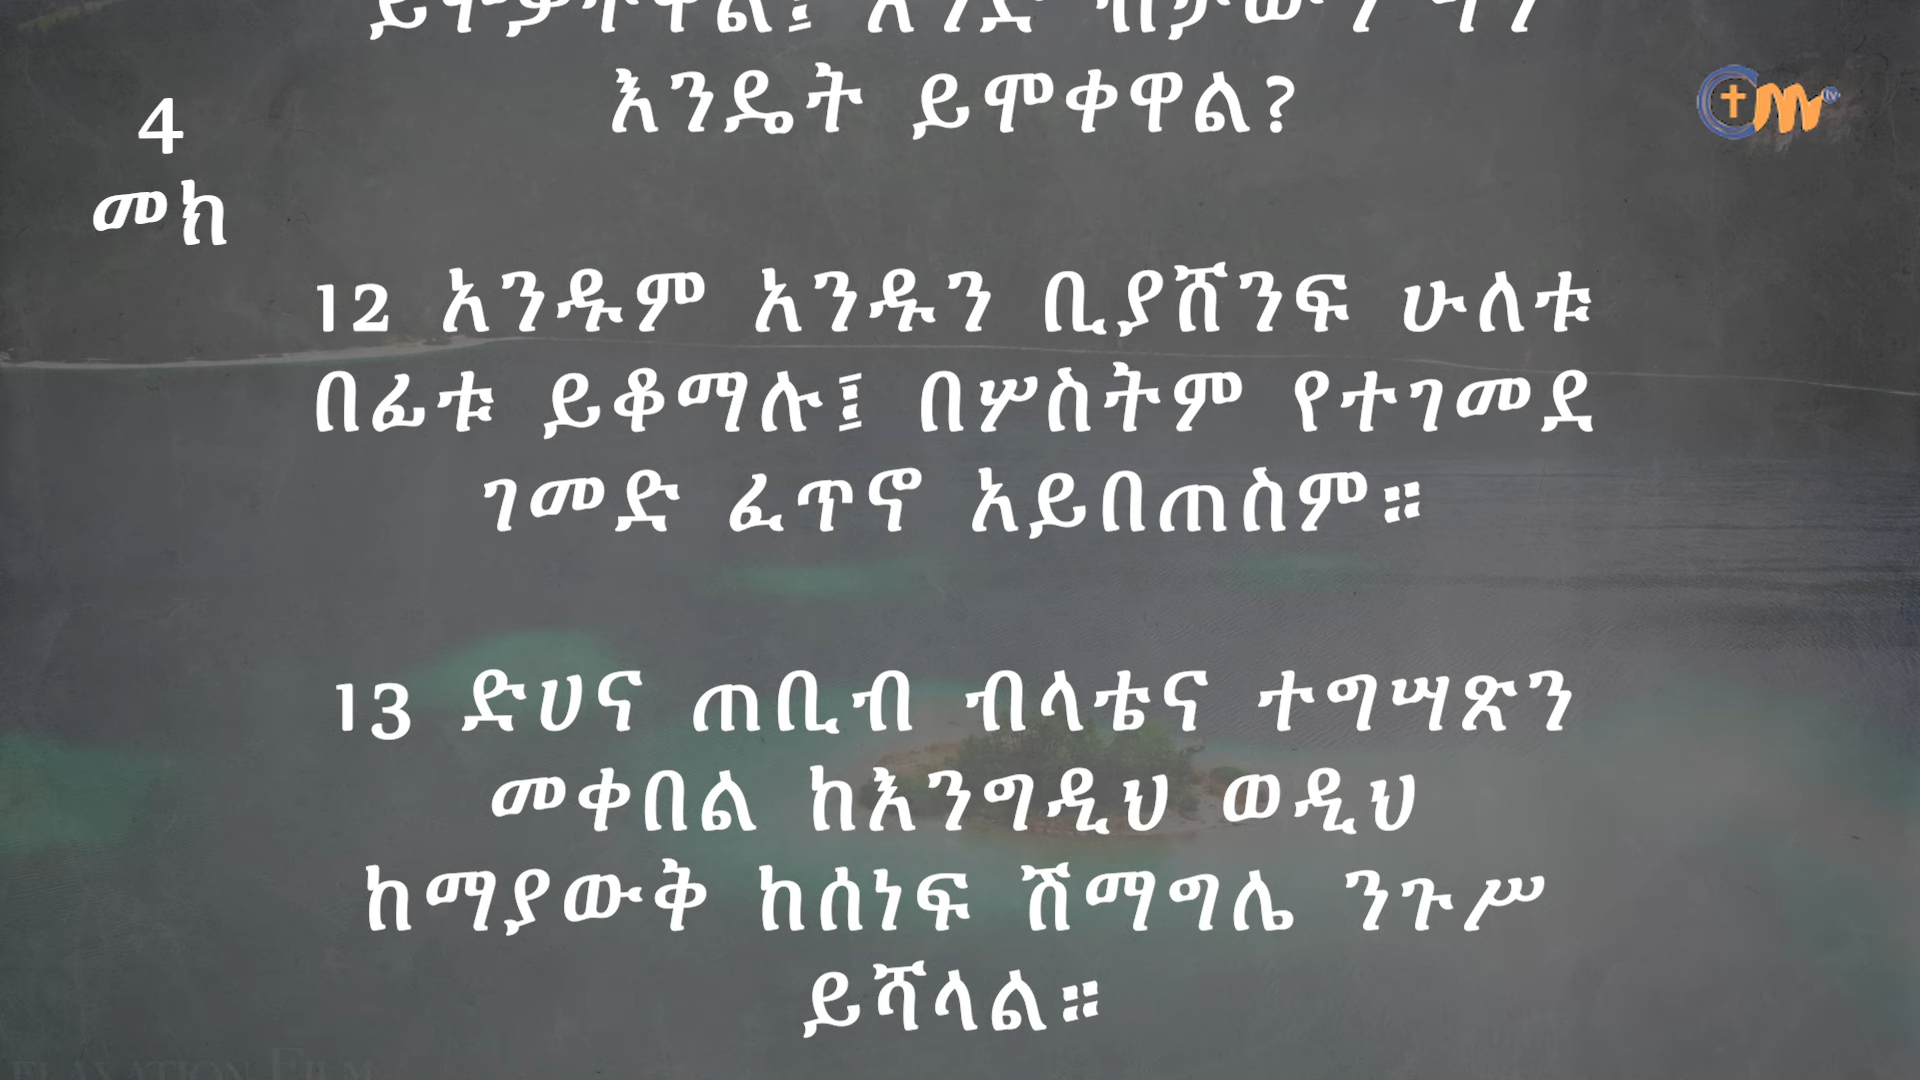 እንዴት ይሞቀዋል?
4
መክ
12 አንዱም አንዱን ቢያሸንፍ ሁለቱ
በፊቱ ይቆማሉ፤ በሦስትም የተገመደ
ገመድ ፈጥኖ አይበጠስም።
13 ድሀና ጠቢብ ብላቴና ተግሣጽን
መቀበል ከእንግዲህ ወዲህ
ከማያውቅ ከሰነፍ ሽማግሌ ንጉሥ
ይሻላል።